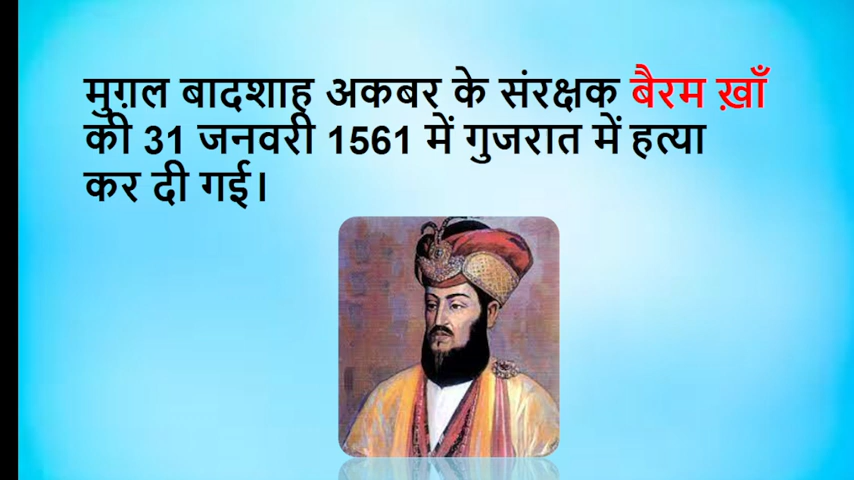 मुग़ल बादशाह अकबर के संरक्षक बैरम ख़ाँ
की 31 जनवरी 1561 में गुजरात में हत्या
कर दी गई।